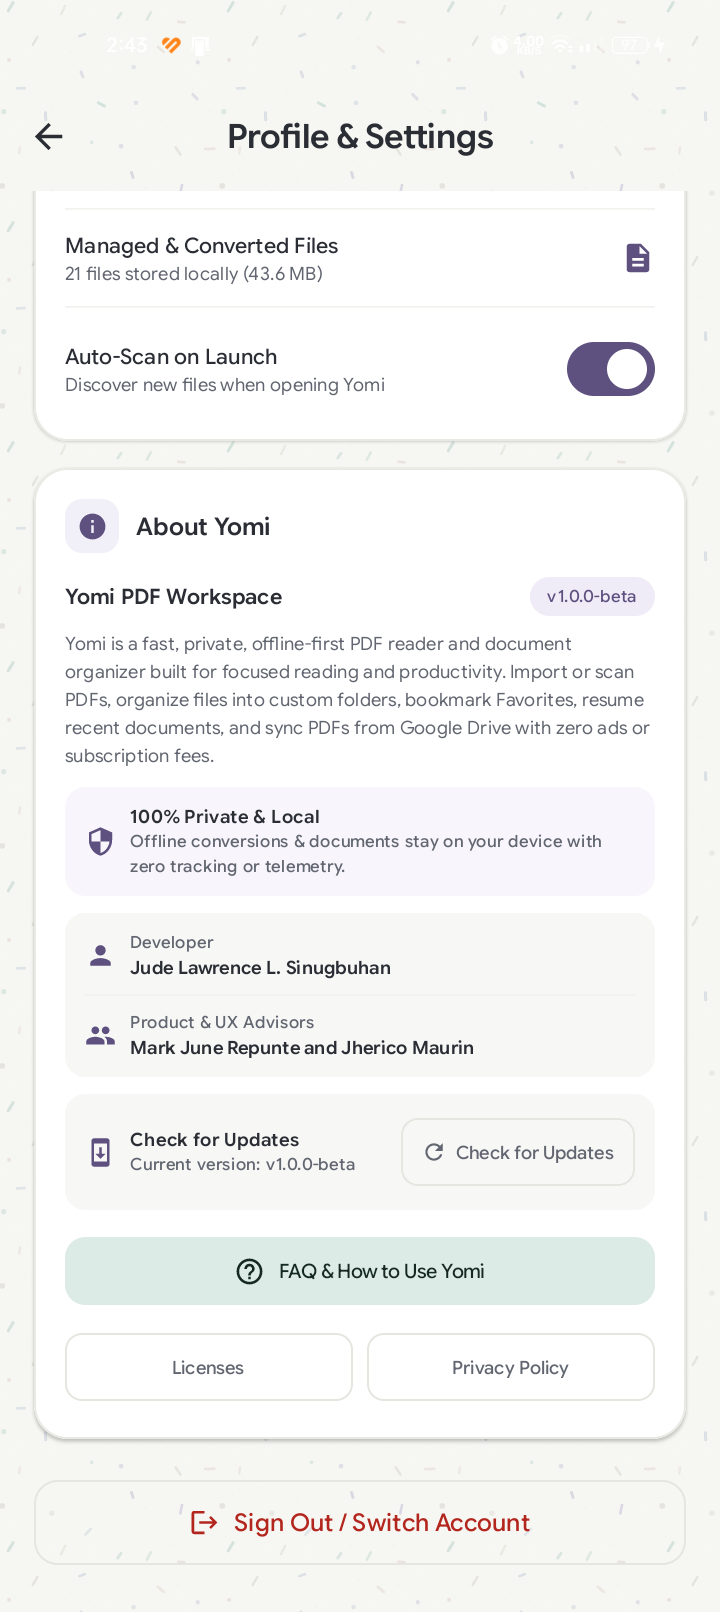 2:43
4.00
97
Profile & Settings
Managed & Converted Files
21 files stored locally (43.6 MB)
Auto-Scan on Launch
Discover new files when opening Yomi
About Yomi
Yomi PDF Workspace
v1.0.0-beta
Yomi is a fast, private, offline-first PDF reader and document
organizer built for focused reading and productivity. Import or scan
PDFs, organize files into custom folders, bookmark Favorites, resume
recent documents, and sync PDFs from Google Drive with zero ads or
subscription fees.
100% Private & Local
Offline conversions & documents stay on your device with
zero tracking or telemetry.
Developer
Jude Lawrence L. Sinugbuhan
Product & UX Advisors
Mark June Repunte and Jherico Maurin
Check for Updates
Current version: v1.0.0-beta
Check for Updates
FAQ & How to Use Yomi
Licenses
Privacy Policy
Sign Out / Switch Account